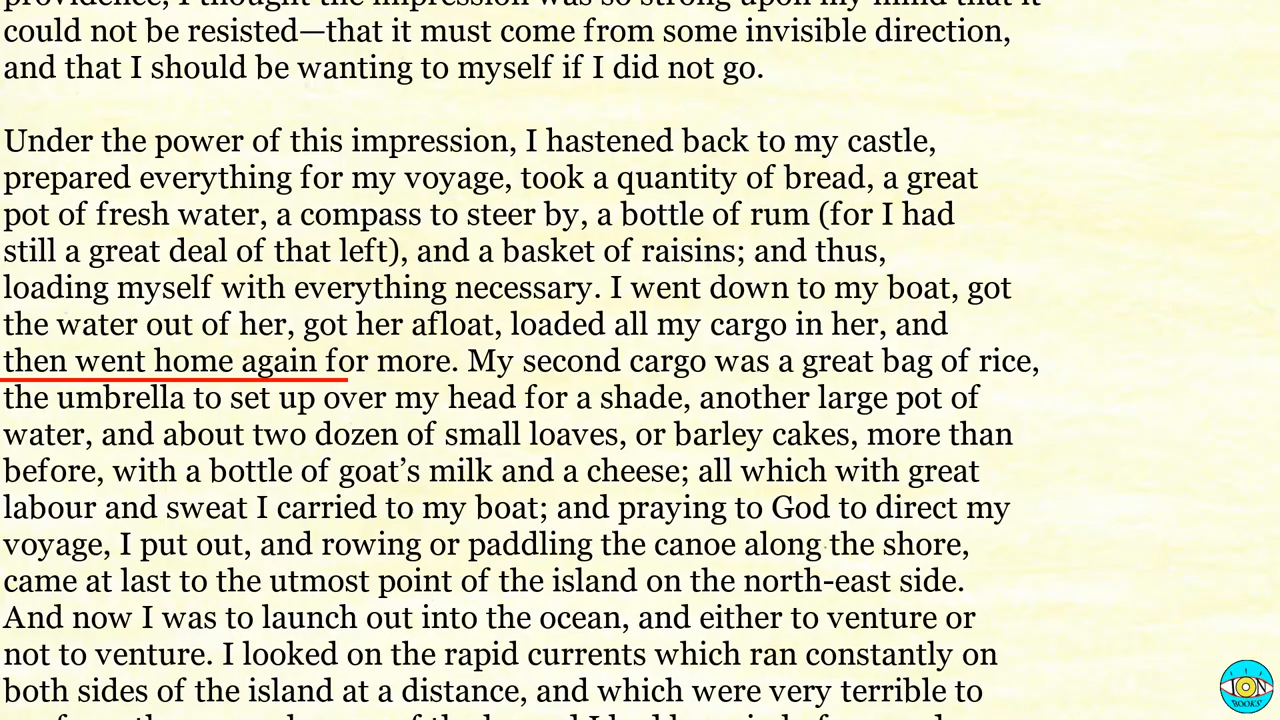 providence, I thought the impression was so strong upon my mind that it
could not be resisted—that it must come from some invisible direction,
and that I should be wanting to myself if I did not go.
Under the power of this impression, I hastened back to my castle,
prepared everything for my voyage, took a quantity of bread, a great
pot of fresh water, a compass to steer by, a bottle of rum (for I had
still a great deal of that left), and a basket of raisins; and thus,
loading myself with everything necessary. I went down to my boat, got
the water out of her, got her afloat, loaded all my cargo in her, and
then went home again for more. My second cargo was a great bag of rice,
the umbrella to set up over my head for a shade, another large pot of
water, and about two dozen of small loaves, or barley cakes, more than
before, with a bottle of goat’s milk and a cheese; all which with great
labour and sweat I carried to my boat; and praying to God to direct my
voyage, I put out, and rowing or paddling the canoe along the shore,
came at last to the utmost point of the island on the north-east side.
And now I was to launch out into the ocean, and either to venture or
not to venture. I looked on the rapid currents which ran constantly on
both sides of the island at a distance, and which were very terrible to
ION
BOOKS